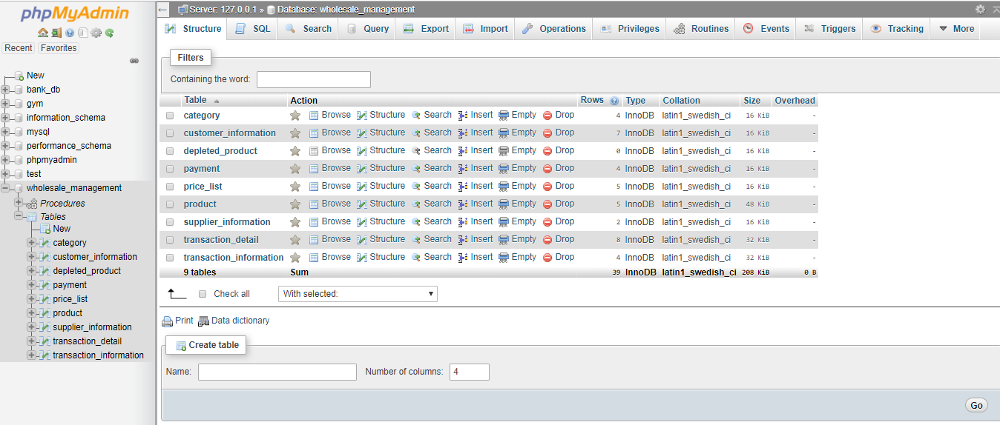 phpMyAdmin
Recent Favorites
New
bank_db
gym
information_schema
mysql
performance_schema
phpmyadmin
test
wholesale_management
Procedures
Tables
New
category
customer_information
depleted_product
payment
price_list
product
supplier_information
transaction_detail
transaction_information
Server: 127.0.0.1 » Database: wholesale_management
Structure SQL Search Query Export Import Operations Privileges Routines Events Triggers Tracking More
Filters
Containing the word:
Table Action Rows Type Collation Size Overhead
category Browse Structure Search Insert Empty Drop 4 InnoDB latin1_swedish_ci 16 KiB -
customer_information Browse Structure Search Insert Empty Drop 7 InnoDB latin1_swedish_ci 16 KiB -
depleted_product Browse Structure Search Insert Empty Drop 0 InnoDB latin1_swedish_ci 16 KiB -
payment Browse Structure Search Insert Empty Drop 4 InnoDB latin1_swedish_ci 16 KiB -
price_list Browse Structure Search Insert Empty Drop 5 InnoDB latin1_swedish_ci 16 KiB -
product Browse Structure Search Insert Empty Drop 5 InnoDB latin1_swedish_ci 48 KiB -
supplier_information Browse Structure Search Insert Empty Drop 2 InnoDB latin1_swedish_ci 16 KiB -
transaction_detail Browse Structure Search Insert Empty Drop 8 InnoDB latin1_swedish_ci 32 KiB -
transaction_information Browse Structure Search Insert Empty Drop 4 InnoDB latin1_swedish_ci 32 KiB -
9 tables Sum 39 InnoDB latin1_swedish_ci 208 KiB 0 B
Check all With selected:
Print Data dictionary
Create table
Name: Number of columns: 4
Go